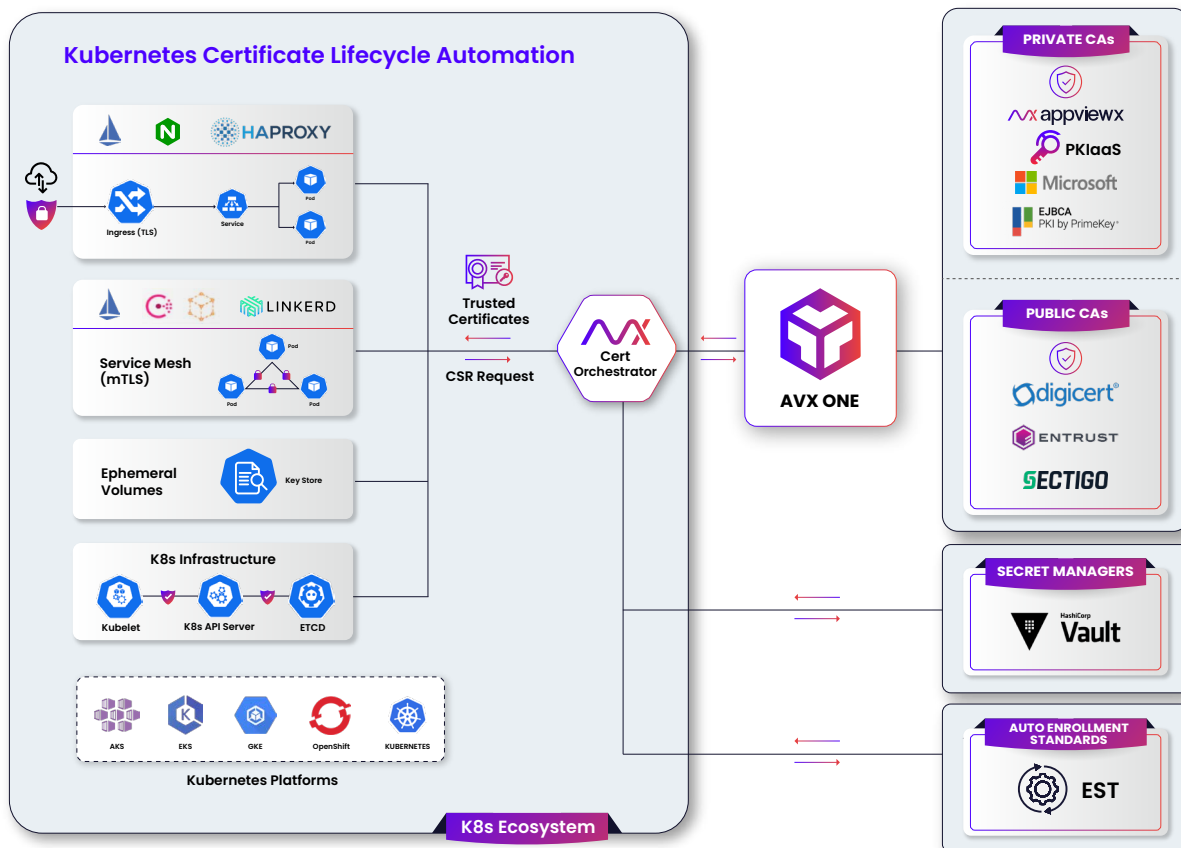 Kubernetes Certificate Lifecycle Automation
HAPROXY
Ingress (TLS)
Service
Pod
Pod
LINKERD
Service Mesh
(mTLS)
Pod
Pod
Pod
Ephemeral
Volumes
Key Store
K8s Infrastructure
Kubelet
K8s API Server
ETCD
AKS
EKS
GKE
OpenShift
KUBERNETES
Kubernetes Platforms
K8s Ecosystem
Trusted
Certificates
CSR Request
Cert
Orchestrator
AVX ONE
PRIVATE CAs
appviewx
PKIaaS
Microsoft
EJBCA
PKI by PrimeKey
PUBLIC CAs
digicert®
ENTRUST
SECTIGO
SECRET MANAGERS
HashiCorp
Vault
AUTO ENROLLMENT
STANDARDS
EST